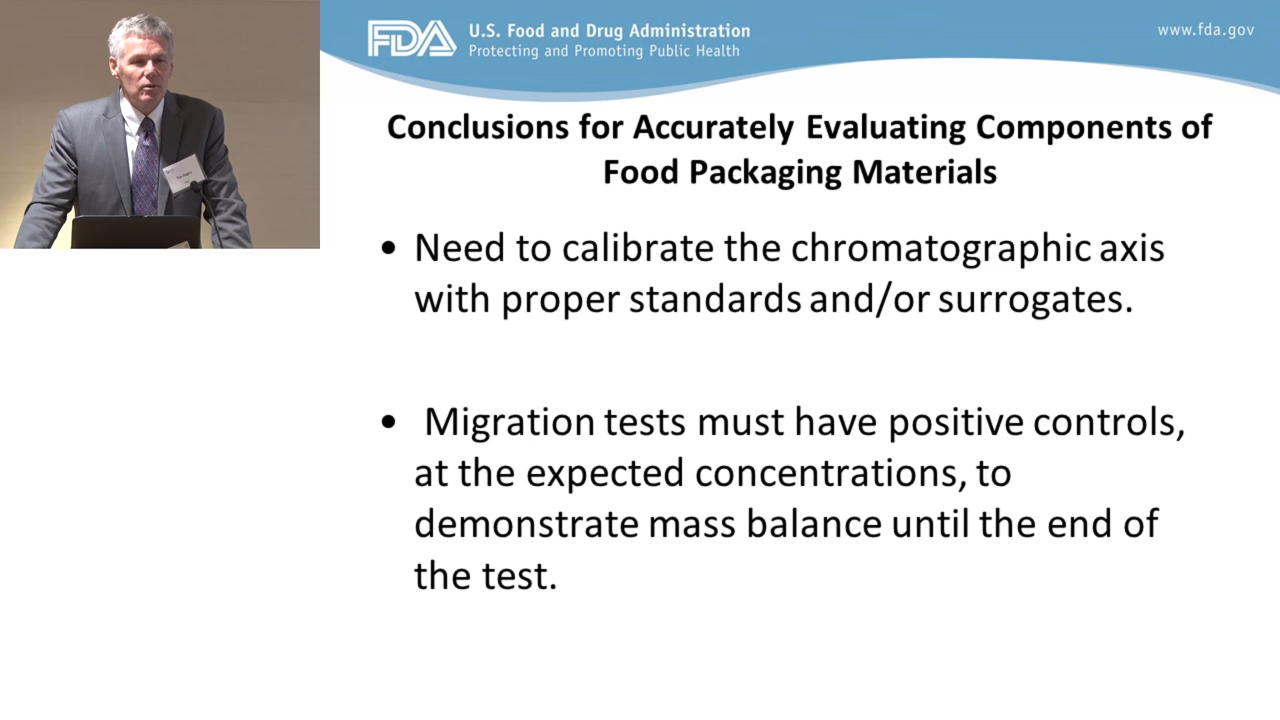 FDA
U.S. Food and Drug Administration
Protecting and Promoting Public Health
www.fda.gov
Conclusions for Accurately Evaluating Components of
Food Packaging Materials
• Need to calibrate the chromatographic axis
with proper standards and/or surrogates.
• Migration tests must have positive controls,
at the expected concentrations, to
demonstrate mass balance until the end of
the test.